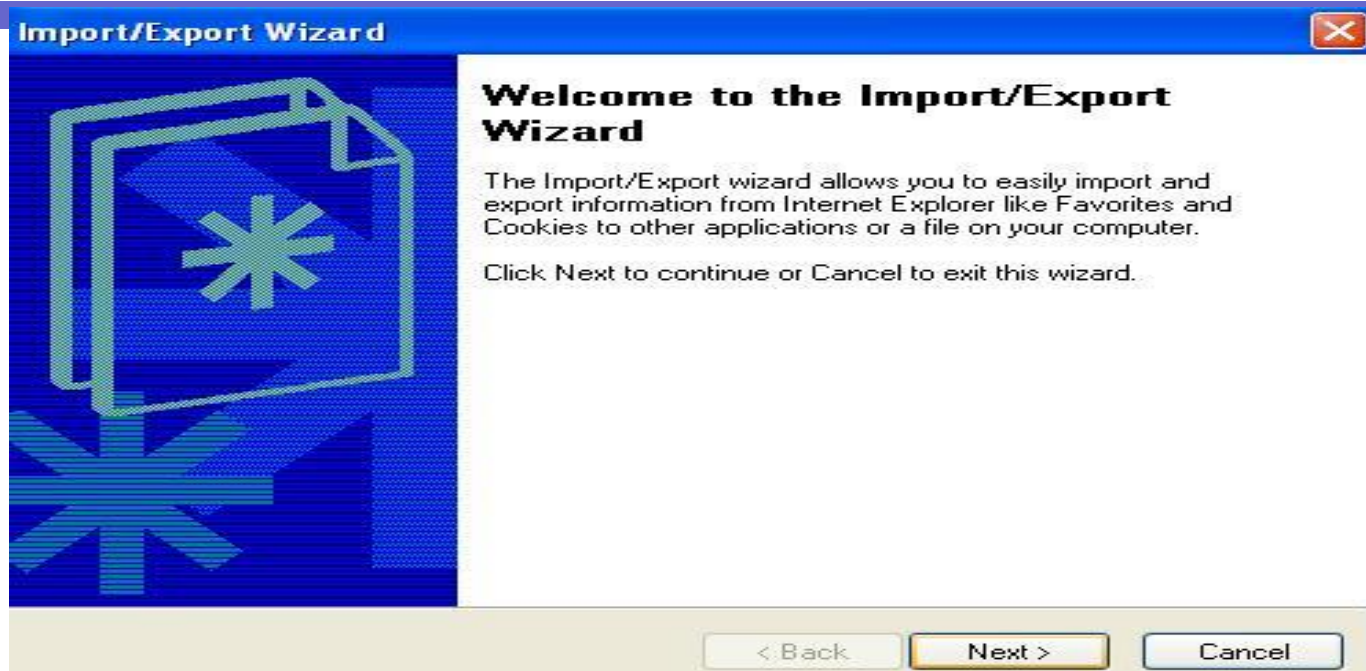 Import/Export Wizard
Welcome to the Import/Export
Wizard
The Import/Export wizard allows you to easily import and
export information from Internet Explorer like Favorites and
Cookies to other applications or a file on your computer.
Click Next to continue or Cancel to exit this wizard.
< Back Next > Cancel